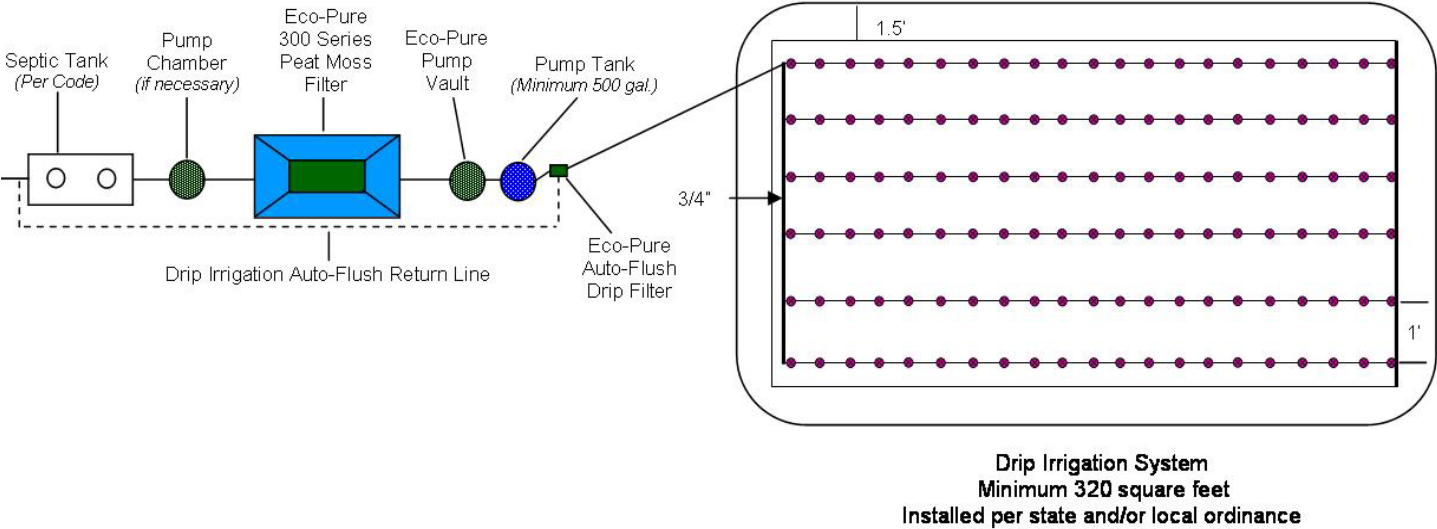 Septic Tank
(Per Code)
Pump
Chamber
(if necessary)
Eco-Pure
300 Series
Peat Moss
Filter
Eco-Pure
Pump
Vault
Pump Tank
(Minimum 500 gal.)
1.5'
3/4"
1'
Eco-Pure
Auto-Flush
Drip Filter
Drip Irrigation Auto-Flush Return Line
Drip Irrigation System
Minimum 320 square feet
Installed per state and/or local ordinance